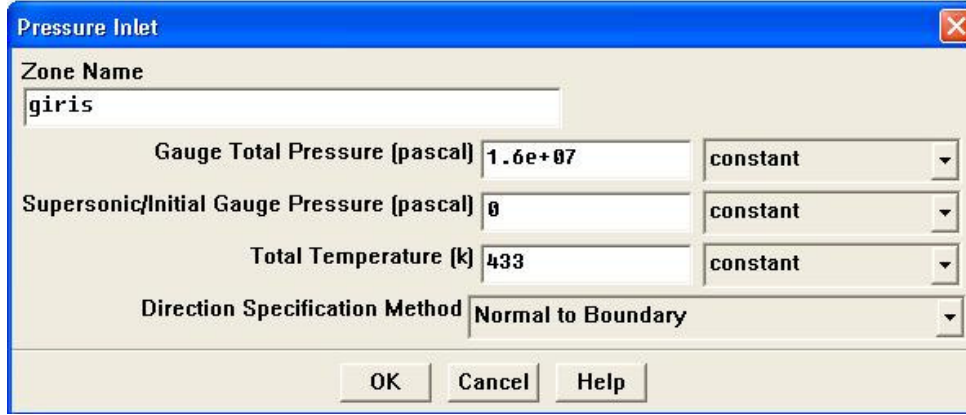 Pressure Inlet
Zone Name
giris
Gauge Total Pressure (pascal) 1.6e+07 constant
Supersonic/Initial Gauge Pressure (pascal) 0 constant
Total Temperature (k) 433 constant
Direction Specification Method Normal to Boundary
OK Cancel Help